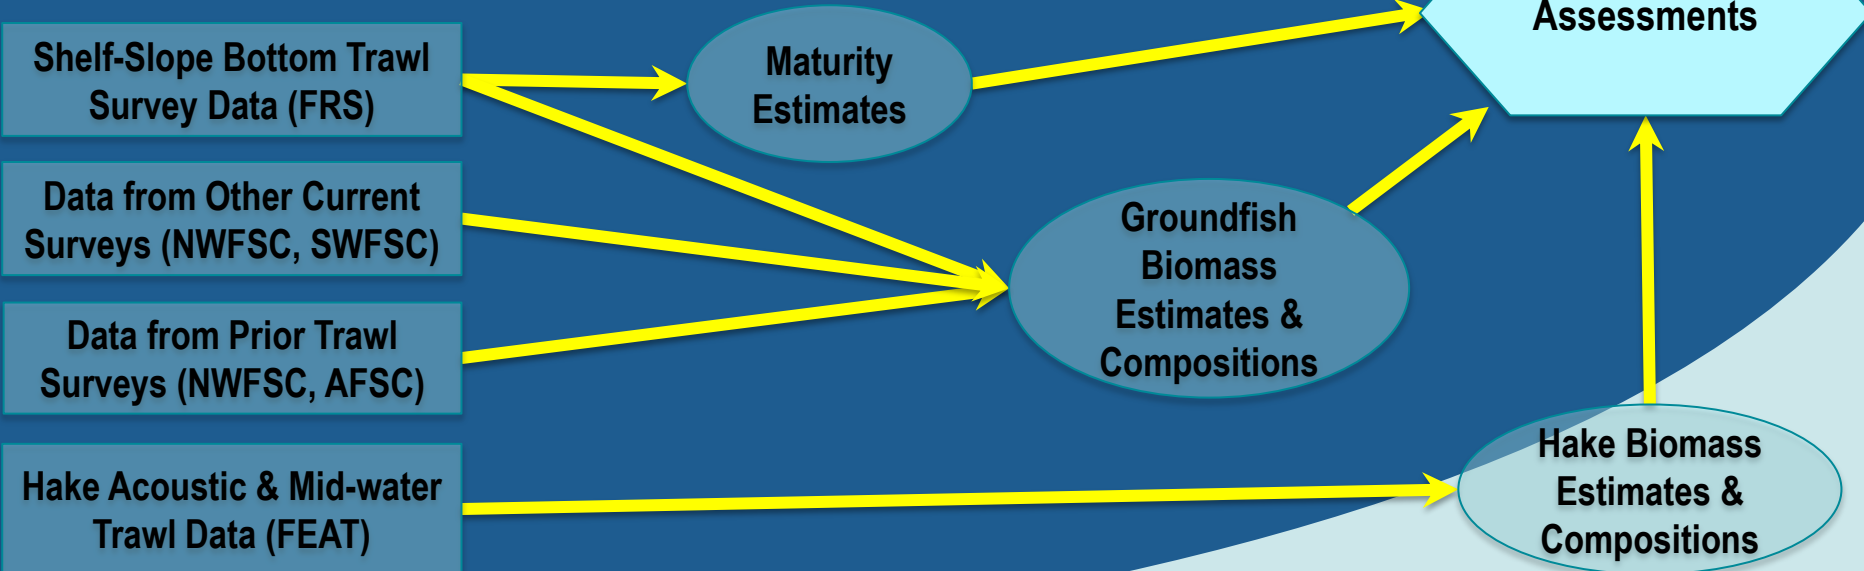 Assessments
Shelf-Slope Bottom Trawl
Survey Data (FRS)
Maturity
Estimates
Data from Other Current
Surveys (NWFSC, SWFSC)
Groundfish
Biomass
Estimates &
Compositions
Data from Prior Trawl
Surveys (NWFSC, AFSC)
Hake Acoustic & Mid-water
Trawl Data (FEAT)
Hake Biomass
Estimates &
Compositions